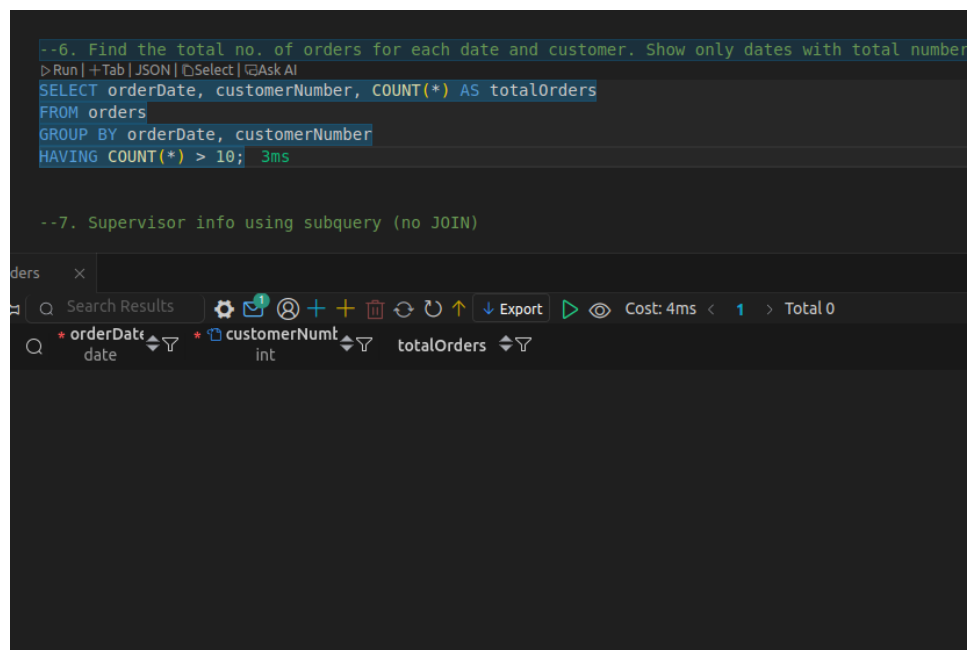 --6. Find the total no. of orders for each date and customer. Show only dates with total number
Run | +Tab | JSON | Select | Ask AI
SELECT orderDate, customerNumber, COUNT(*) AS totalOrders
FROM orders
GROUP BY orderDate, customerNumber
HAVING COUNT(*) > 10; 3ms
--7. Supervisor info using subquery (no JOIN)
ders
Search Results 1 Export Cost: 4ms < 1 > Total 0
* orderDate * customerNumb totalOrders
date int